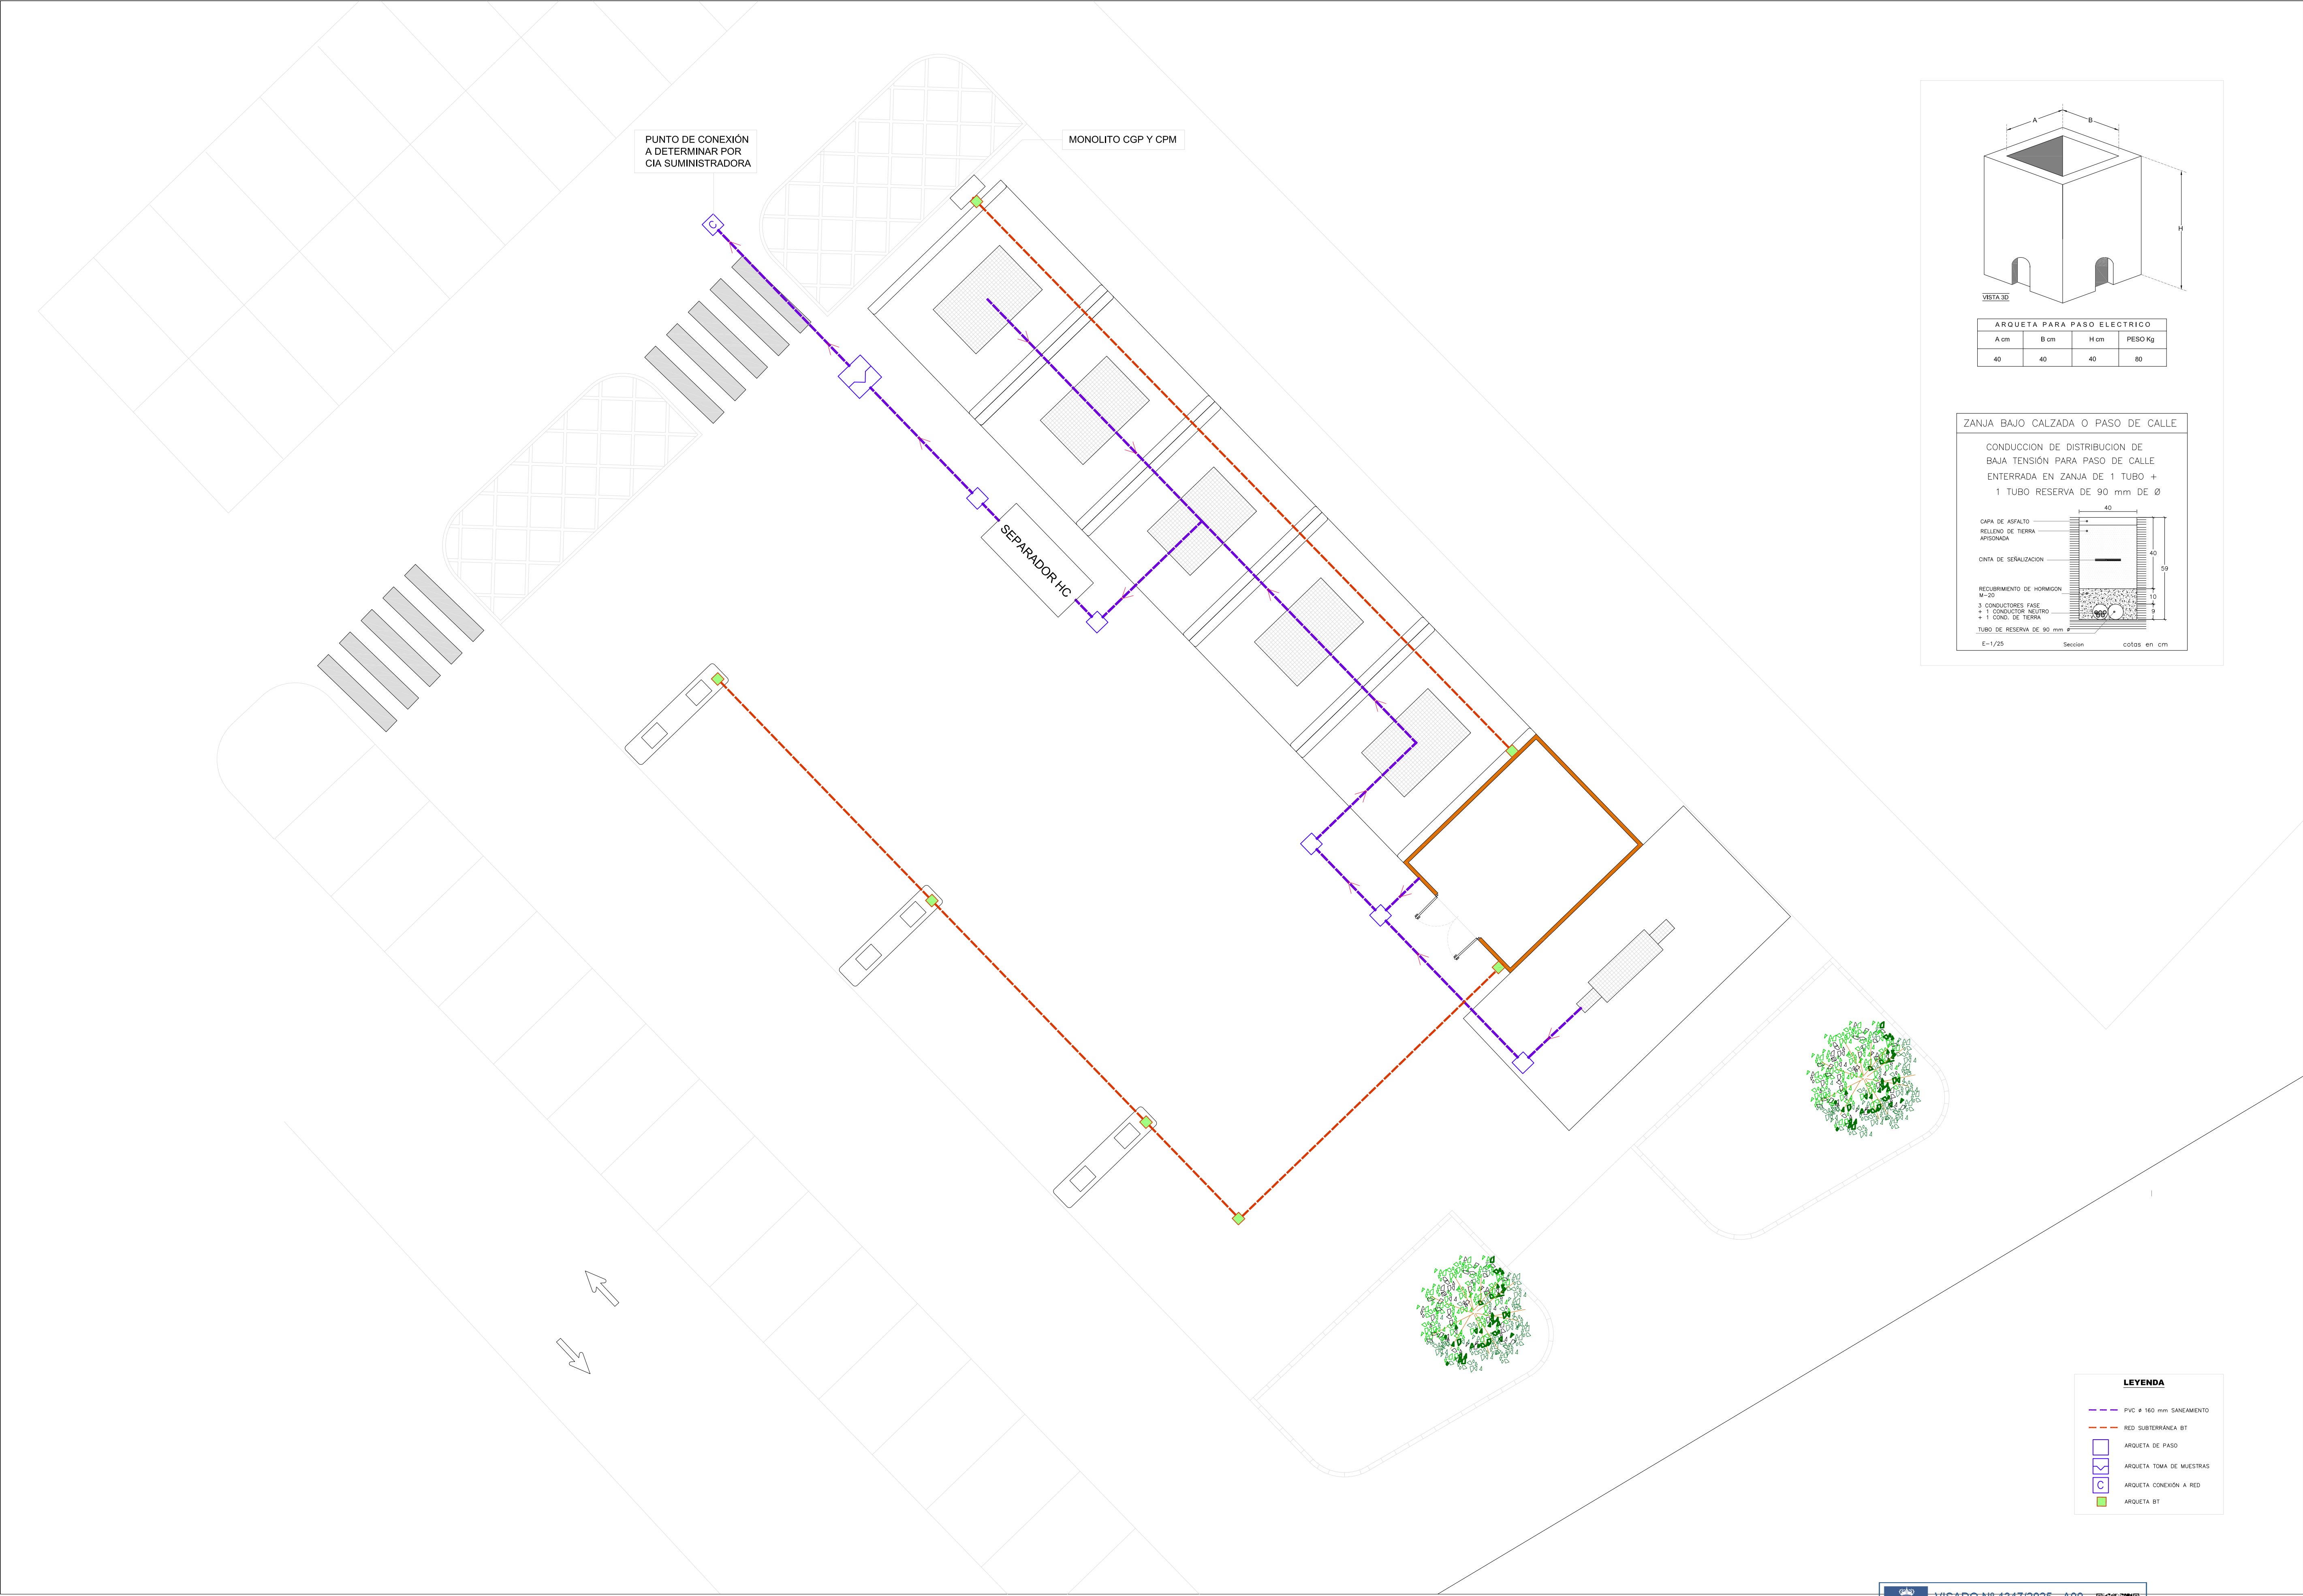 PUNTO DE CONEXIÓN
A DETERMINAR POR
CIA SUMINISTRADORA
MONOLITO CGP Y CPM
C
SEPARADOR HC
A
B
H
VISTA 3D
ARQUETA PARA PASO ELECTRICO
A cm B cm H cm PESO Kg
40 40 40 80
ZANJA BAJO CALZADA O PASO DE CALLE
CONDUCCION DE DISTRIBUCION DE
BAJA TENSIÓN PARA PASO DE CALLE
ENTERRADA EN ZANJA DE 1 TUBO +
1 TUBO RESERVA DE 90 mm DE Ø
40
CAPA DE ASFALTO
RELLENO DE TIERRA
APISONADA
CINTA DE SEÑALIZACION
40
59
RECUBRIMIENTO DE HORMIGON
M-20
10
3 CONDUCTORES FASE
+ 1 CONDUCTOR NEUTRO
+ 1 COND. DE TIERRA
9
TUBO DE RESERVA DE 90 mm ø
E-1/25 Seccion cotas en cm
LEYENDA
PVC ø 160 mm SANEAMIENTO
RED SUBTERRÁNEA BT
ARQUETA DE PASO
ARQUETA TOMA DE MUESTRAS
C ARQUETA CONEXIÓN A RED
ARQUETA BT